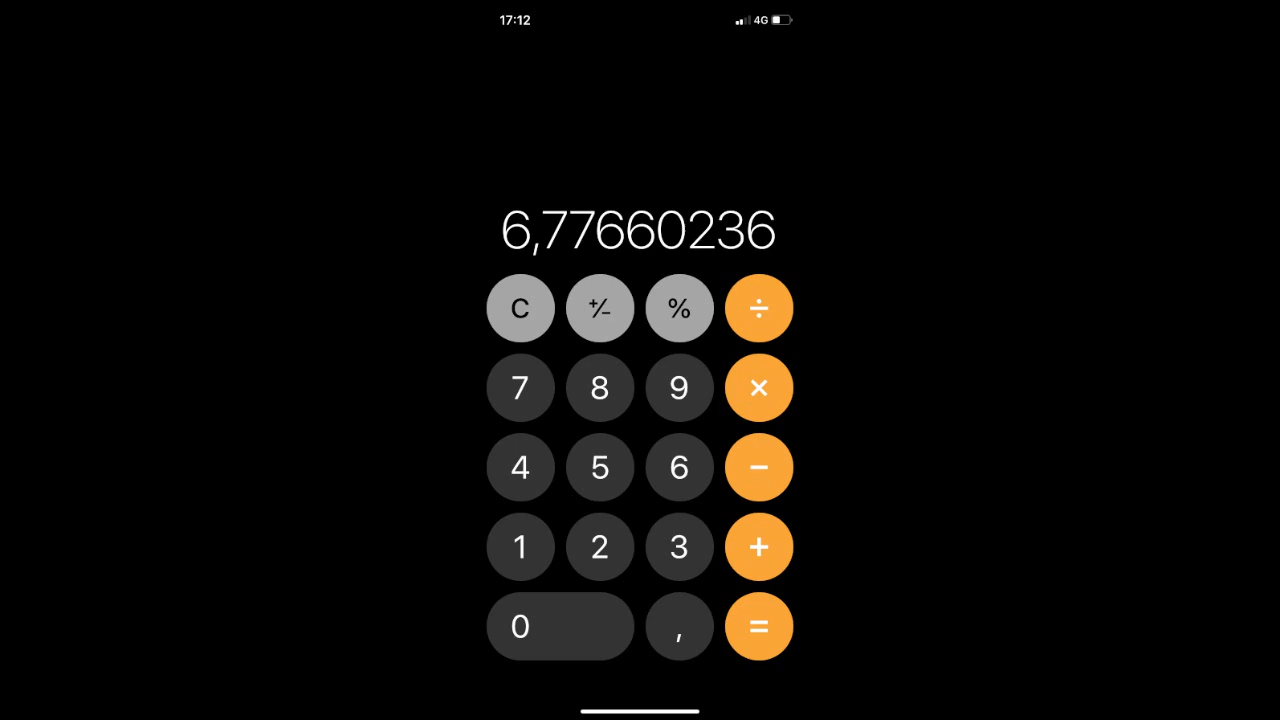 17:12 4G
6,77660236
C +/− % ÷
7 8 9 ×
4 5 6 −
1 2 3 +
0 , =